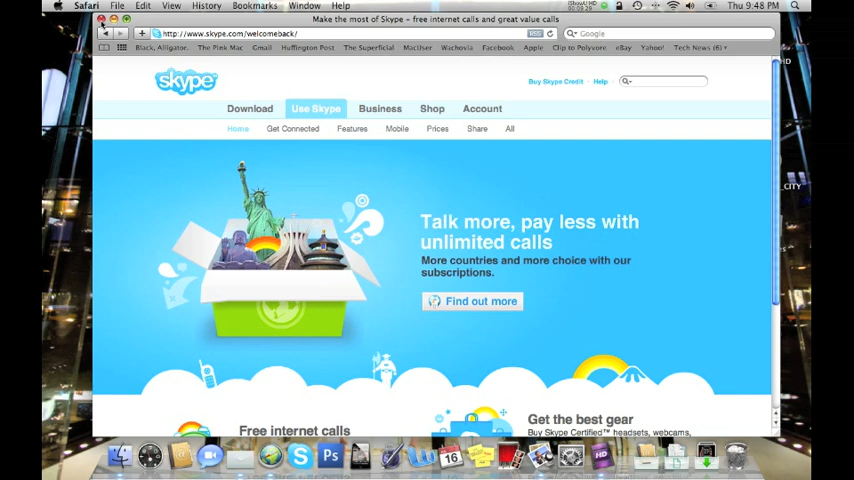 Safari File Edit View History Bookmarks Window Help
Thu 9:48 PM
Make the most of Skype - free internet calls and great value calls
http://www.skype.com/welcomeback/
RSS
Google
Black, Alligator. The Pink Mac Gmail Huffington Post The Superficial MacUser Wachovia Facebook Apple Clip to Polyvore eBay Yahoo! Tech News (6)
HD
skype
Buy Skype Credit Help
Download Use Skype Business Shop Account
Home Get Connected Features Mobile Prices Share All
_CITY
Talk more, pay less with
unlimited calls
More countries and more choice with our
subscriptions.
Find out more
Free internet calls
Get the best gear
Buy Skype Certified™ headsets, webcams,
Ps
16
HD